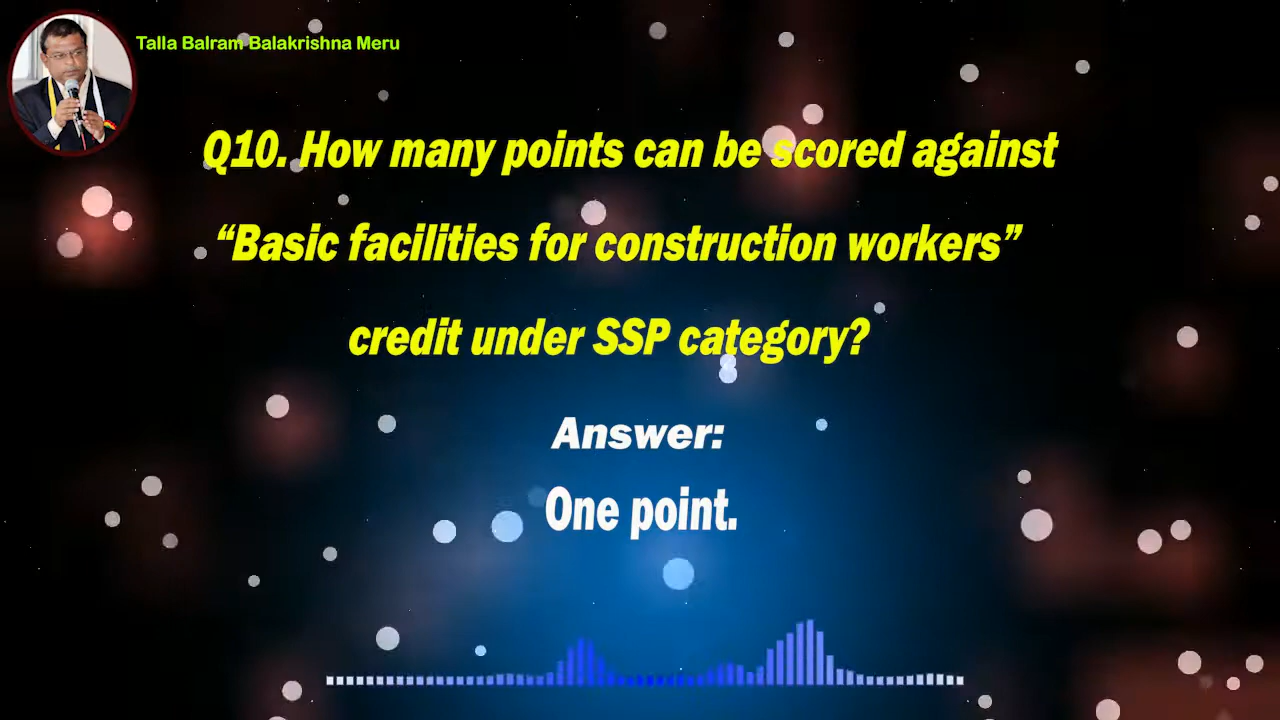 Talla Balram Balakrishna Meru
Q10. How many points can be scored against
“Basic facilities for construction workers”
credit under SSP category?
Answer:
One point.